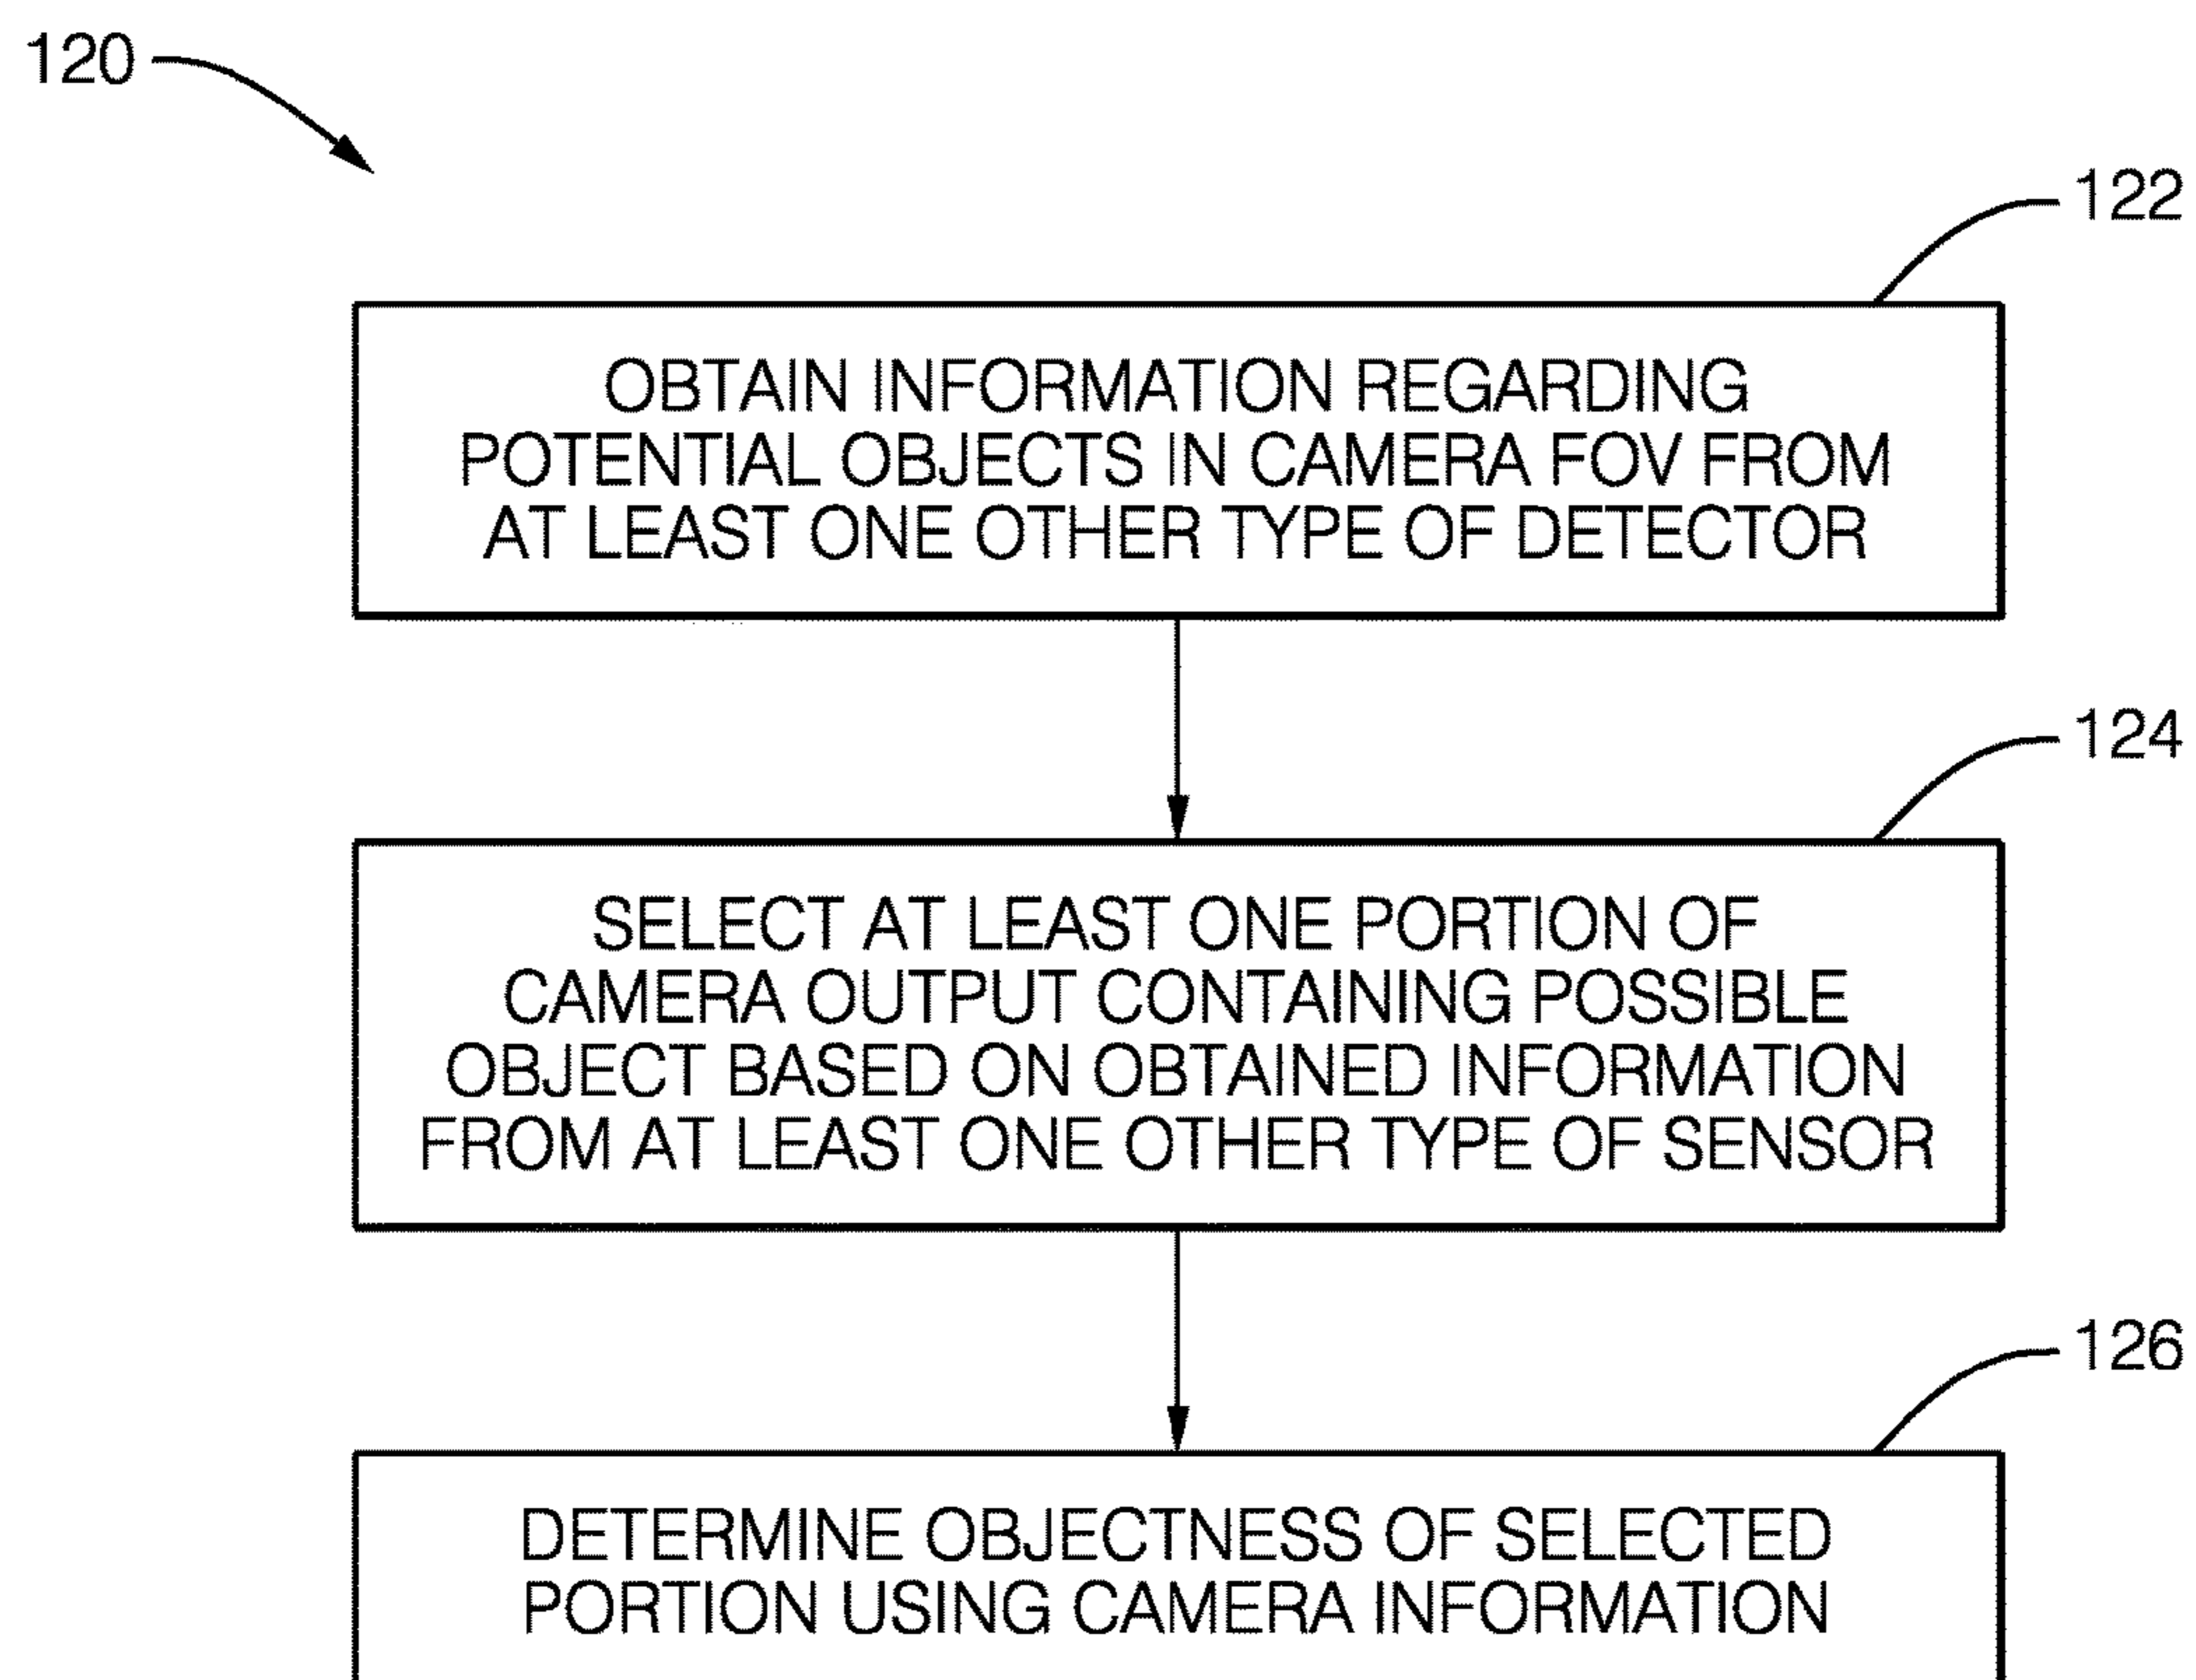 120
122
OBTAIN INFORMATION REGARDING
POTENTIAL OBJECTS IN CAMERA FOV FROM
AT LEAST ONE OTHER TYPE OF DETECTOR
124
SELECT AT LEAST ONE PORTION OF
CAMERA OUTPUT CONTAINING POSSIBLE
OBJECT BASED ON OBTAINED INFORMATION
FROM AT LEAST ONE OTHER TYPE OF SENSOR
126
DETERMINE OBJECTNESS OF SELECTED
PORTION USING CAMERA INFORMATION